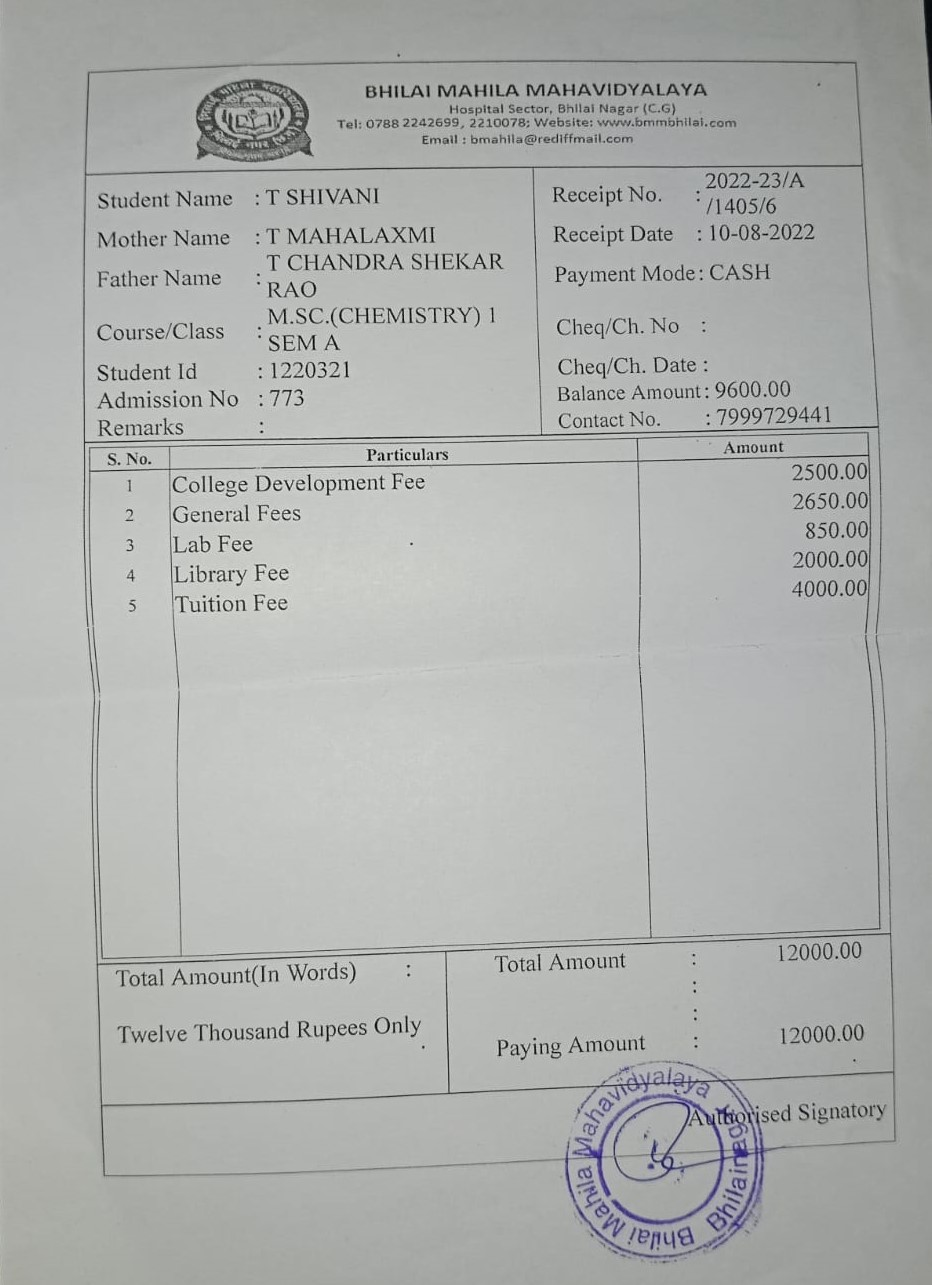 BHILAI MAHILA MAHAVIDYALAYA
Hospital Sector, Bhilai Nagar (C.G)
Tel: 0788 2242699, 2210078; Website: www.bmmbhilai.com
Email : bmahila@rediffmail.com
Student Name : T SHIVANI
Mother Name : T MAHALAXMI
Father Name : T CHANDRA SHEKAR
RAO
Course/Class : M.SC.(CHEMISTRY) 1
SEM A
Student Id : 1220321
Admission No : 773
Remarks :
Receipt No. : 2022-23/A
/1405/6
Receipt Date : 10-08-2022
Payment Mode : CASH
Cheq/Ch. No :
Cheq/Ch. Date :
Balance Amount : 9600.00
Contact No. : 7999729441
S. No. Particulars Amount
1 College Development Fee 2500.00
2 General Fees 2650.00
3 Lab Fee 850.00
4 Library Fee 2000.00
5 Tuition Fee 4000.00
Total Amount(In Words) :
Twelve Thousand Rupees Only
Total Amount : 12000.00
:
:
Paying Amount : 12000.00
Authorised Signatory
Bhilai Mahila Mahavidyalaya Bhilainagar